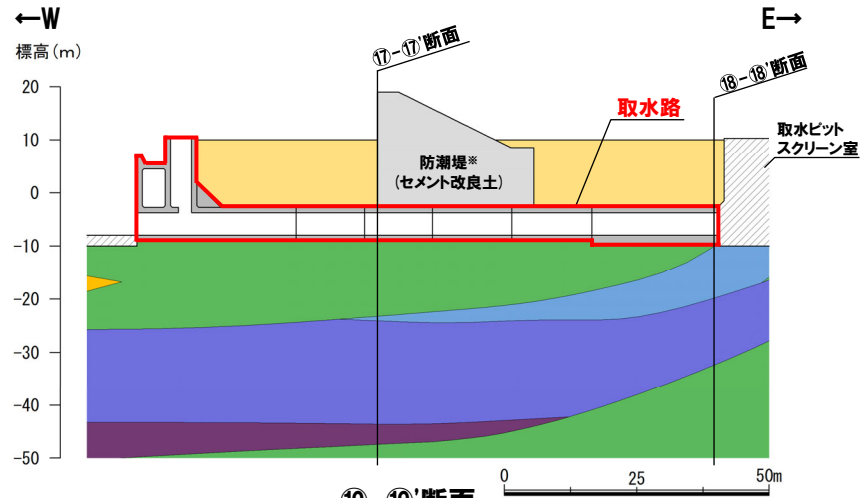 ←W
E→
標高(m)
⑰-⑰'断面
⑱-⑱'断面
20
取水路
10
取水ピット
スクリーン室
防潮堤※
(セメント改良土)
0
-10
-20
-30
-40
-50
0
25
50m